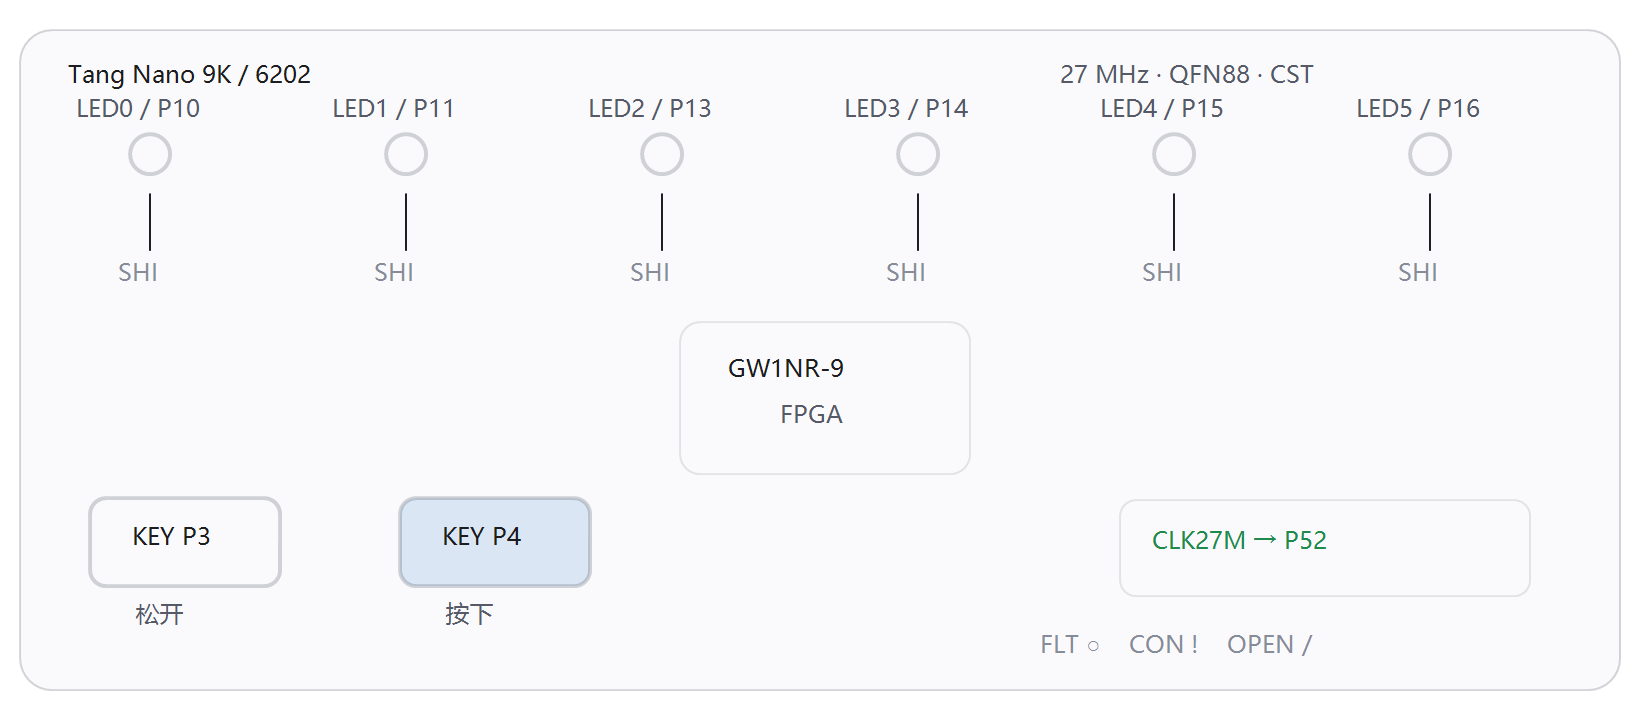 Tang Nano 9K / 6202
27 MHz · QFN88 · CST
LED0 / P10
LED1 / P11
LED2 / P13
LED3 / P14
LED4 / P15
LED5 / P16
SHI
SHI
SHI
SHI
SHI
SHI
GW1NR-9
FPGA
KEY P3
KEY P4
CLK27M → P52
松开
按下
FLT ○ CON ! OPEN /